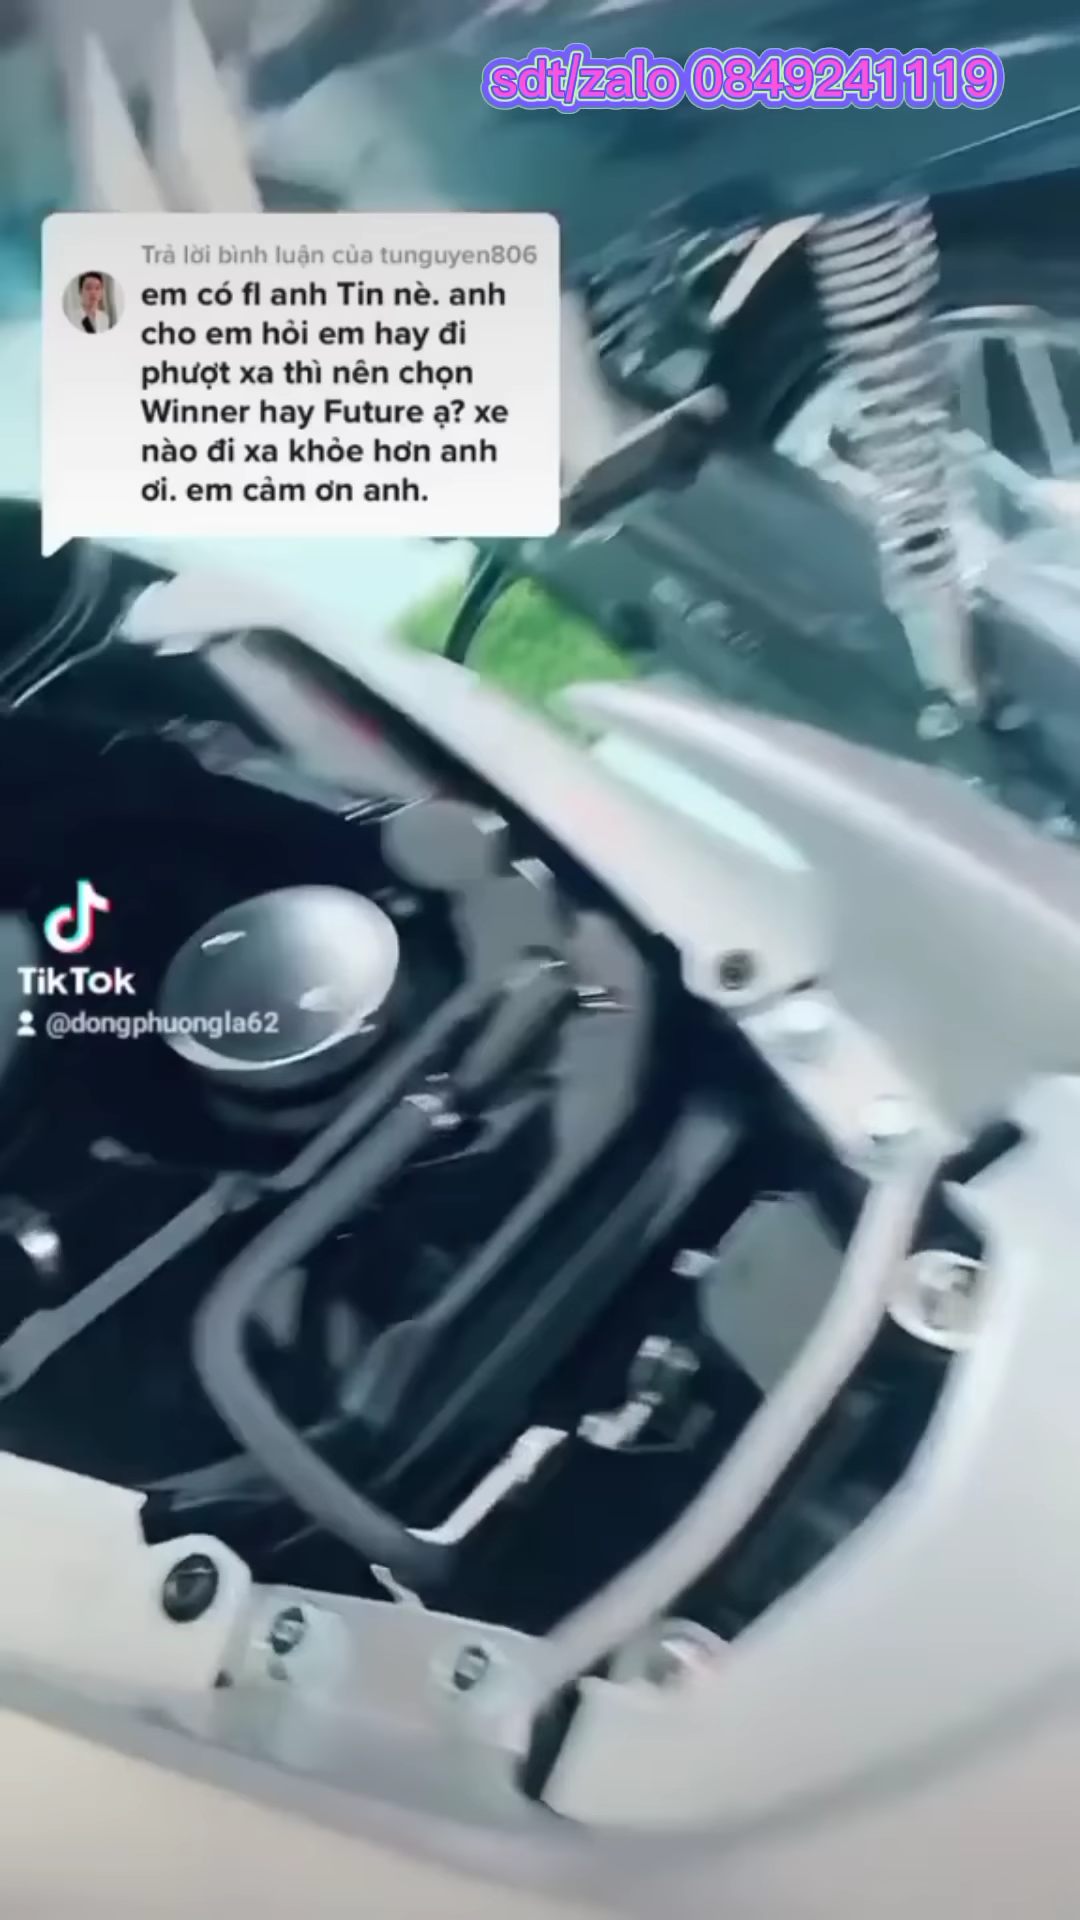 sdt/zalo 0849241119
Trả lời bình luận của tunguyen806
em có fl anh Tin nè. anh
cho em hỏi em hay đi
phượt xa thì nên chọn
Winner hay Future ạ? xe
nào đi xa khỏe hơn anh
ơi. em cảm ơn anh.
TikTok
@dongphuongla62